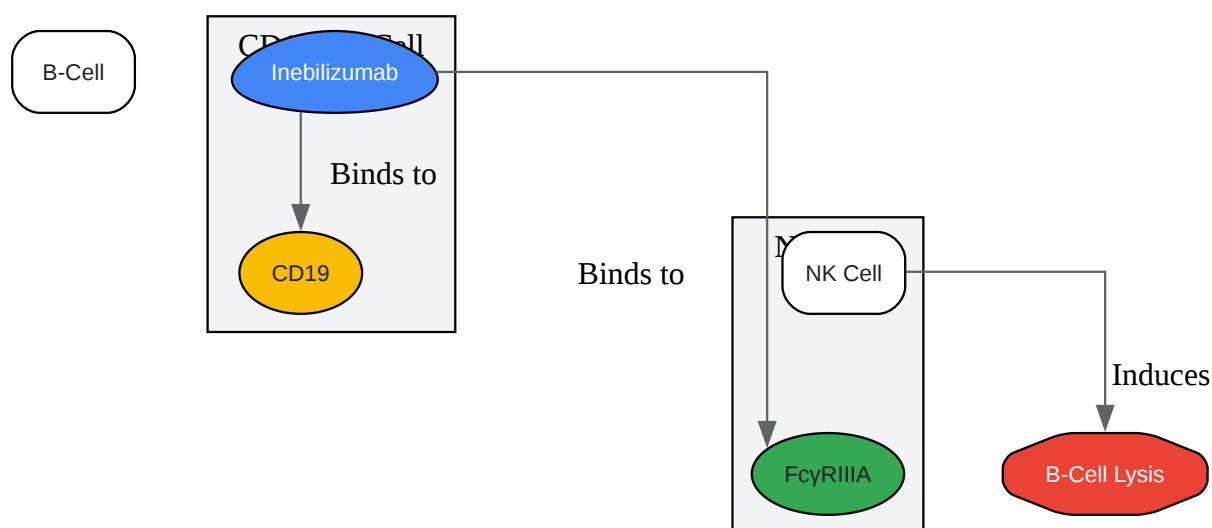 B-Cell
Inebilizumab
Binds to
CD19
Binds to
NK Cell
Induces
FcγRIIIA
B-Cell Lysis